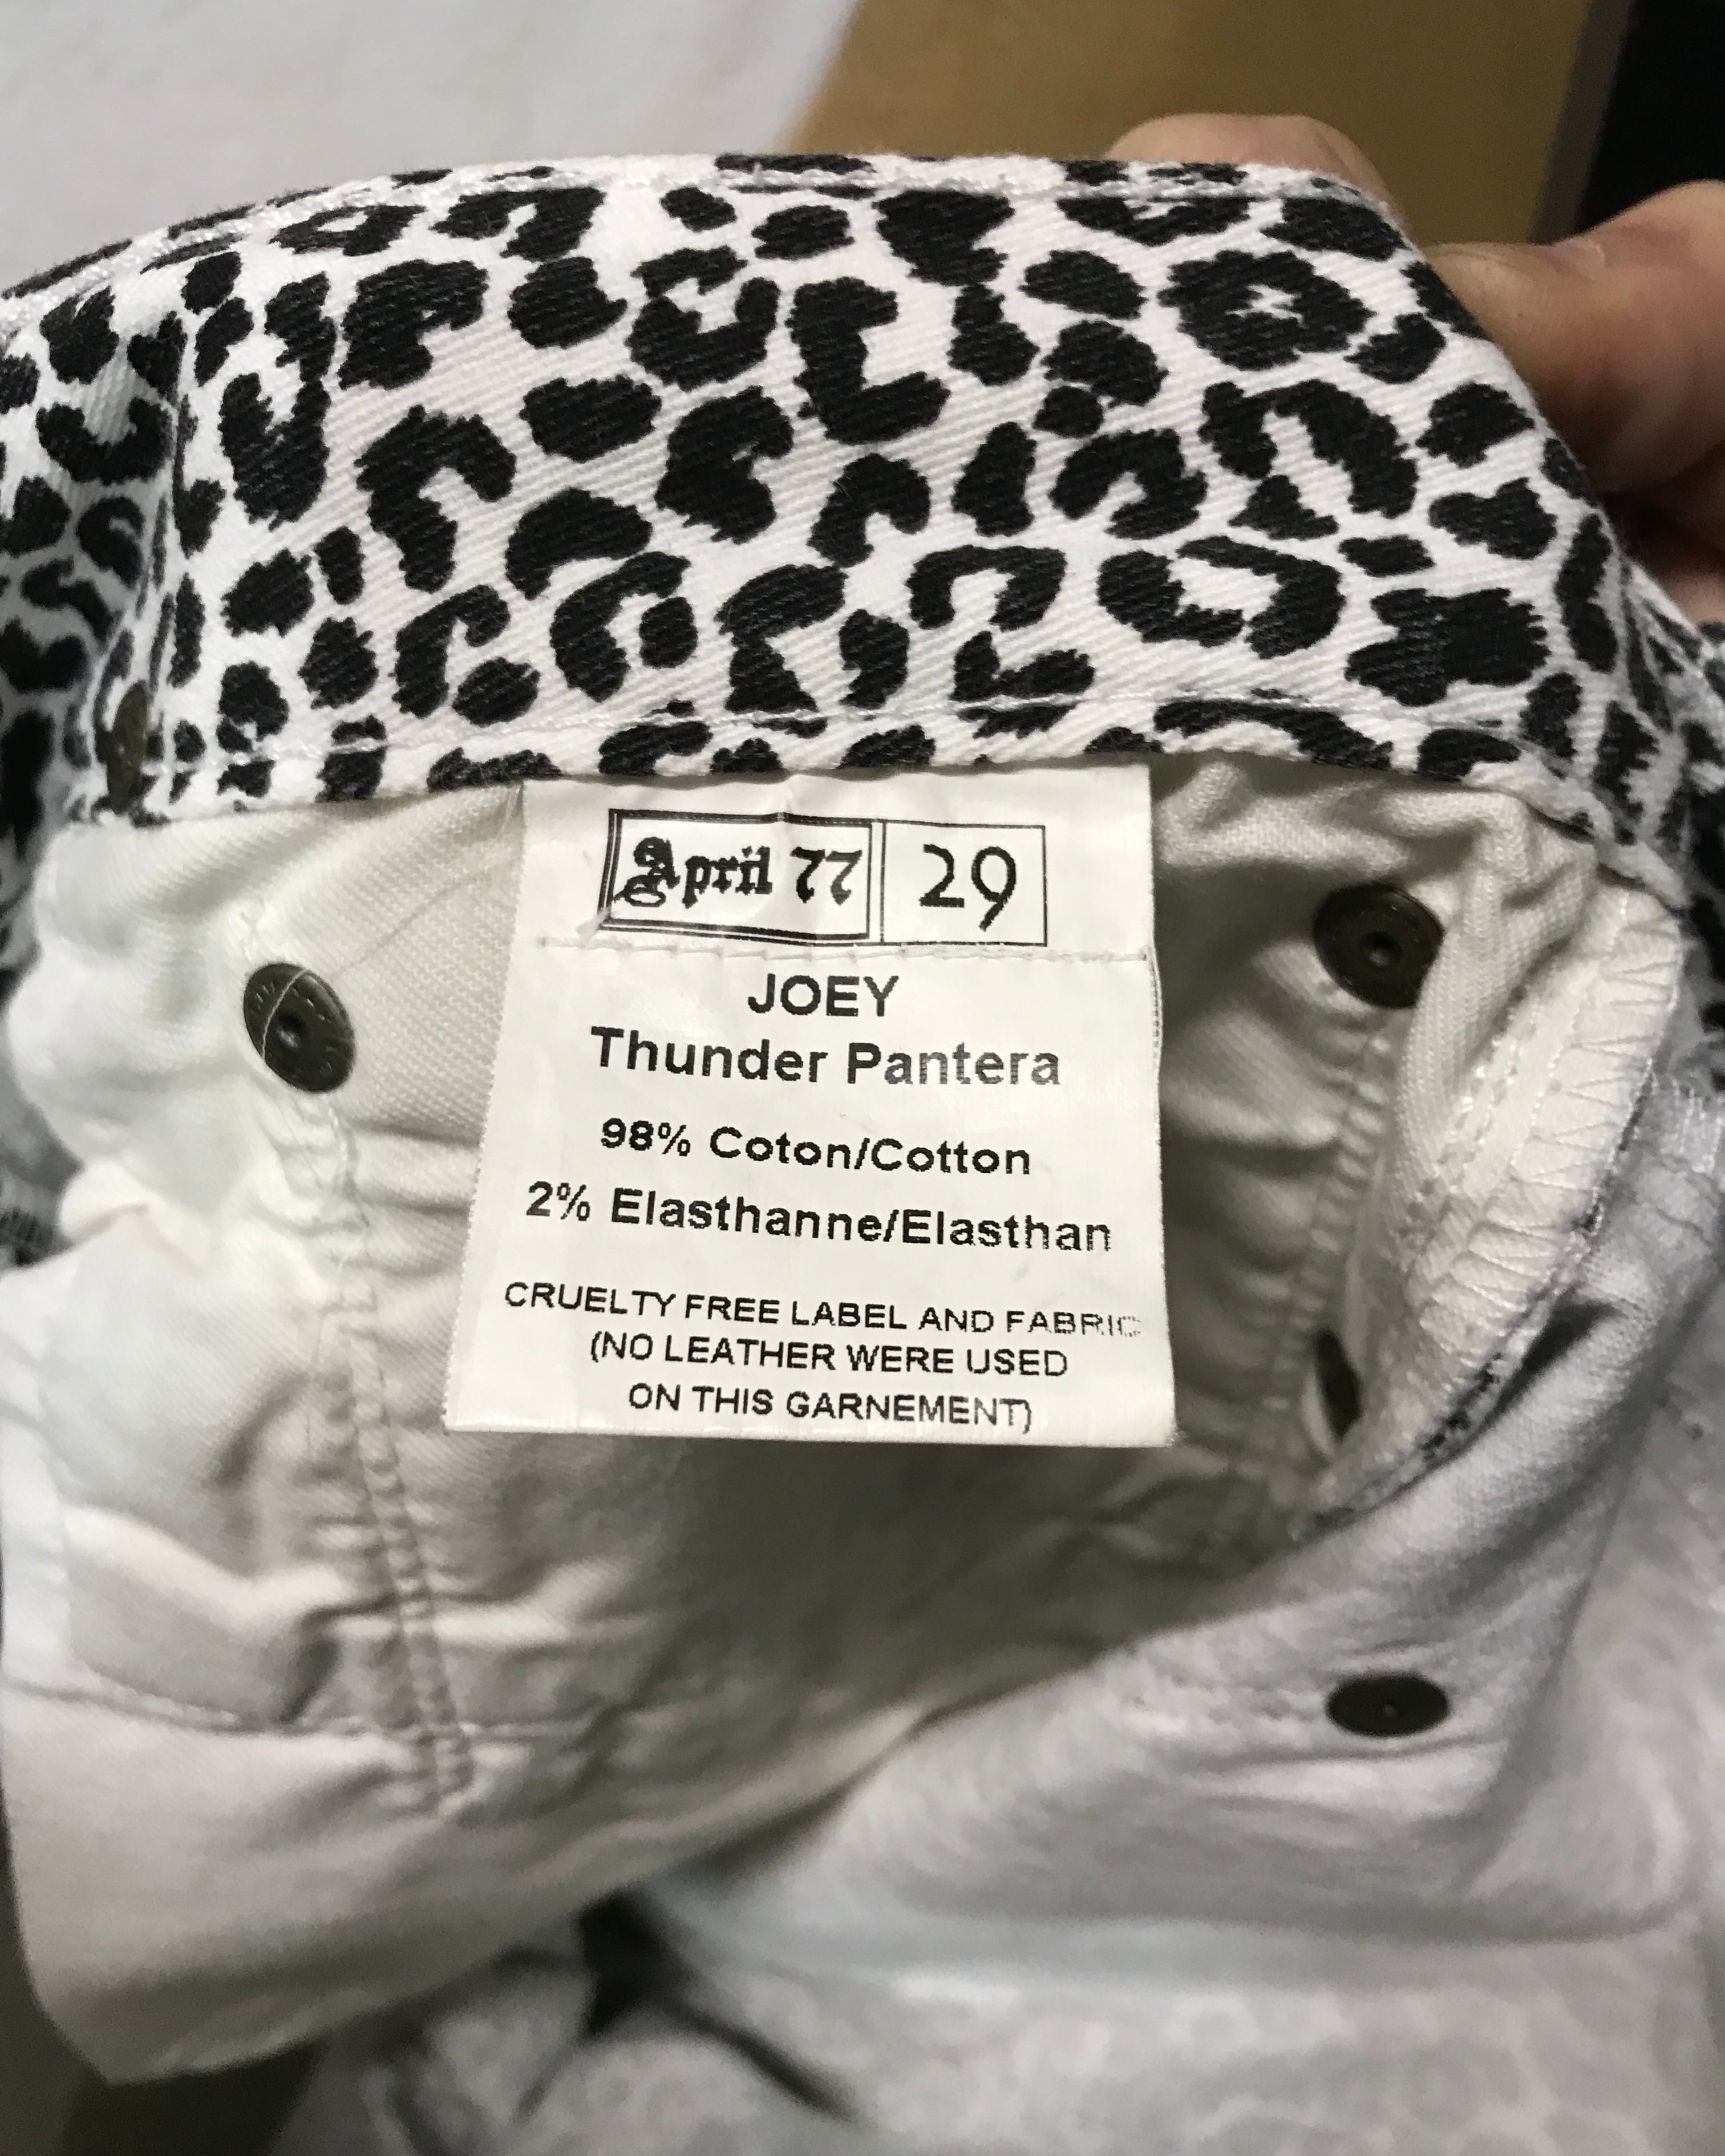 April 77 29
JOEY
Thunder Pantera
98% Coton/Cotton
2% Elasthanne/Elasthan
CRUELTY FREE LABEL AND FABRIC
(NO LEATHER WERE USED
ON THIS GARNEMENT)